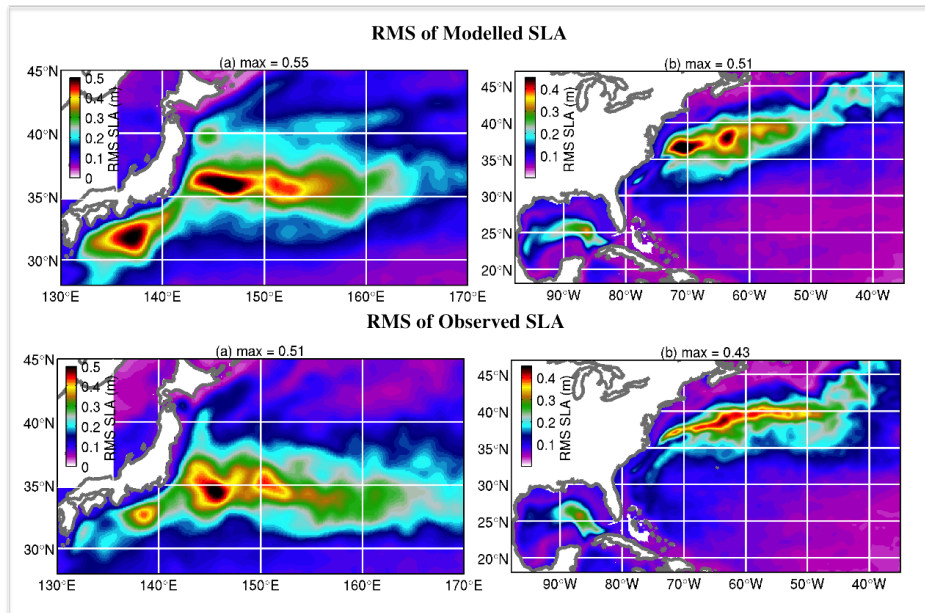 RMS of Modelled SLA
(a) max = 0.55
(b) max = 0.51
45°N
40°N
35°N
30°N
130°E
140°E
150°E
160°E
170°E
0.5
0.4
0.3
0.2
0.1
0
RMS SLA (m)
45°N
40°N
35°N
30°N
25°N
20°N
90°W
80°W
70°W
60°W
50°W
40°W
0.4
0.3
0.2
0.1
RMS SLA (m)
RMS of Observed SLA
(a) max = 0.51
(b) max = 0.43
45°N
40°N
35°N
30°N
130°E
140°E
150°E
160°E
170°E
0.5
0.4
0.3
0.2
0.1
0
RMS SLA (m)
45°N
40°N
35°N
30°N
25°N
20°N
90°W
80°W
70°W
60°W
50°W
40°W
0.4
0.3
0.2
0.1
RMS SLA (m)